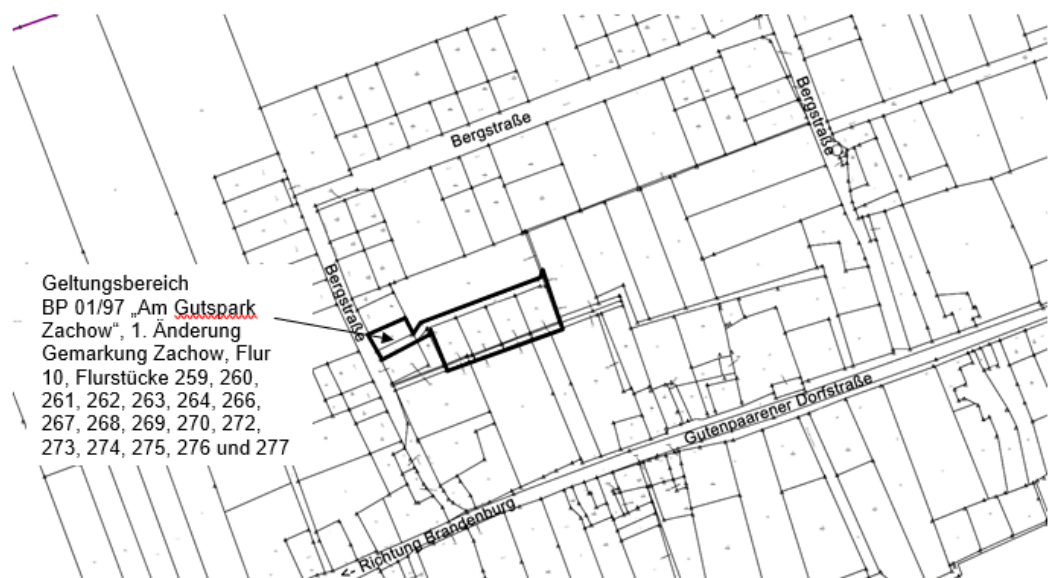 Bergstraße
Bergstraße
Bergstraße
Geltungsbereich
BP 01/97 „Am Gutspark
Zachow“, 1. Änderung
Gemarkung Zachow, Flur
10, Flurstücke 259, 260,
261, 262, 263, 264, 266,
267, 268, 269, 270, 272,
273, 274, 275, 276 und 277
Gutenpaarener Dorfstraße
<- Richtung Brandenburg